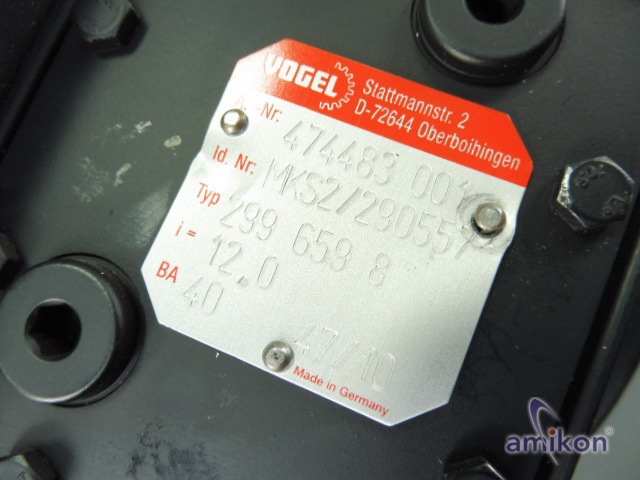 VOGEL
Stattmannstr. 2
D-72644 Oberboihingen
-Nr: 474483 001
Id. Nr: MKS2/290557
Typ 299 659 8
i = 12.0
BA 40
47/10
Made in Germany
amikon®